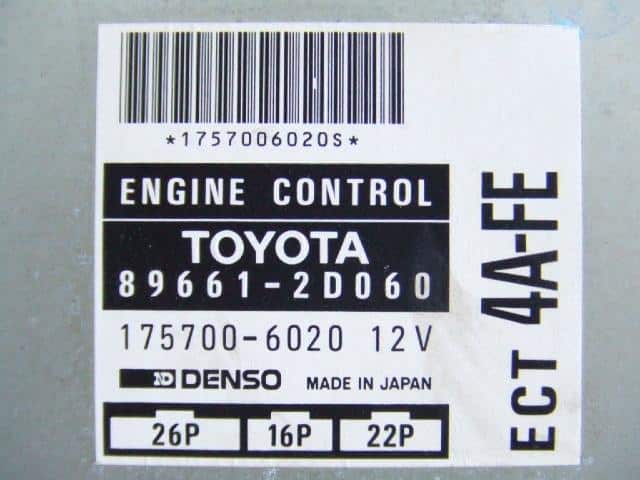 *1757006020S*
ENGINE CONTROL
TOYOTA
89661-2D060
175700-6020 12V
ND DENSO MADE IN JAPAN
26P 16P 22P
ECT 4A-FE